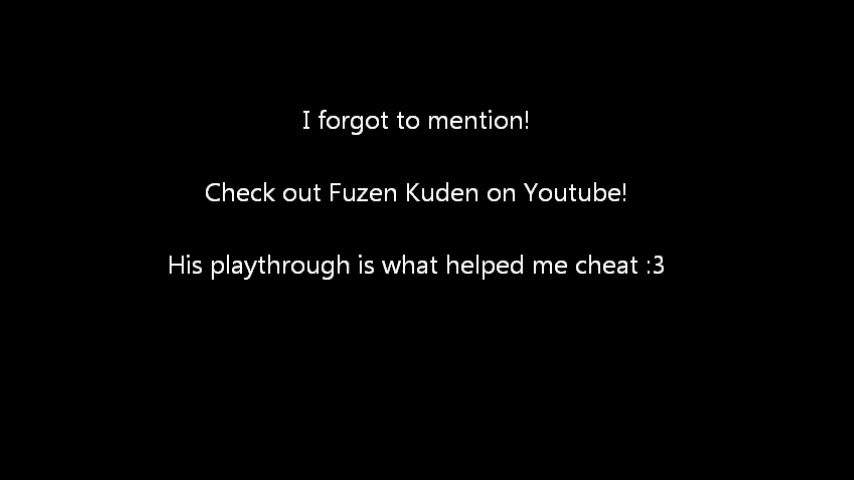 I forgot to mention!
Check out Fuzen Kuden on Youtube!
His playthrough is what helped me cheat :3